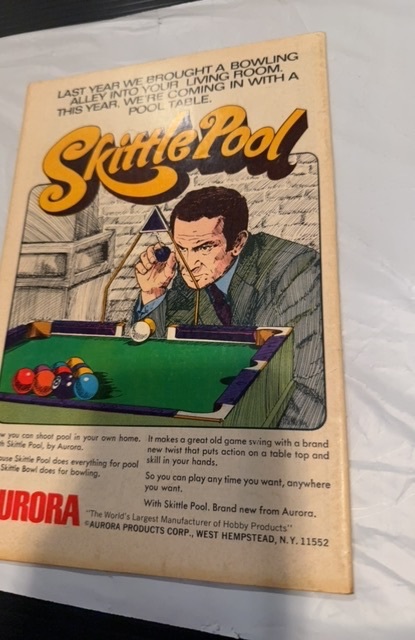 LAST YEAR WE BROUGHT A BOWLING
ALLEY INTO YOUR LIVING ROOM.
THIS YEAR, WE'RE COMING IN WITH A
POOL TABLE.
Skittle Pool
w you can shoot pool in your own home.
h Skittle Pool, by Aurora.
ause Skittle Pool does everything for pool
Skittle Bowl does for bowling.
It makes a great old game swing with a brand
new twist that puts action on a table top and
skill in your hands.
So you can play any time you want, anywhere
you want.
With Skittle Pool. Brand new from Aurora.
URORA
"The World's Largest Manufacturer of Hobby Products"
©AURORA PRODUCTS CORP., WEST HEMPSTEAD, N.Y. 11552